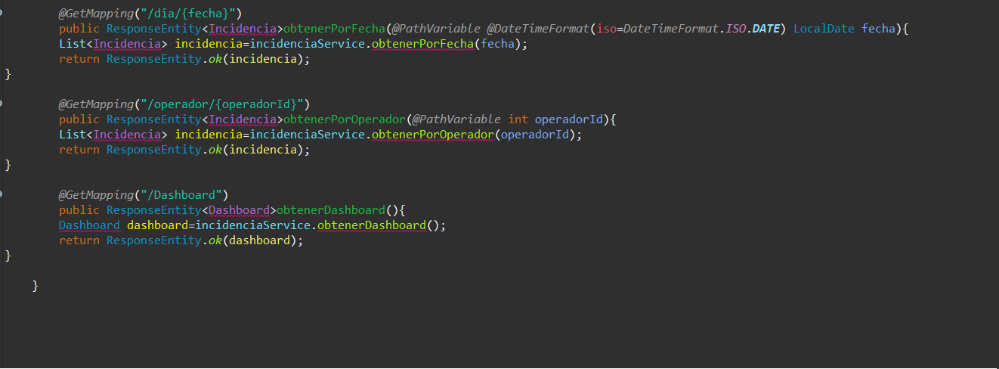 @GetMapping("/dia/{fecha}")
public ResponseEntity<Incidencia>obtenerPorFecha(@PathVariable @DateTimeFormat(iso=DateTimeFormat.ISO.DATE) LocalDate fecha){
List<Incidencia> incidencia=incidenciaService.obtenerPorFecha(fecha);
return ResponseEntity.ok(incidencia);
}
@GetMapping("/operador/{operadorId}")
public ResponseEntity<Incidencia>obtenerPorOperador(@PathVariable int operadorId){
List<Incidencia> incidencia=incidenciaService.obtenerPorOperador(operadorId);
return ResponseEntity.ok(incidencia);
}
@GetMapping("/Dashboard")
public ResponseEntity<Dashboard>obtenerDashboard(){
Dashboard dashboard=incidenciaService.obtenerDashboard();
return ResponseEntity.ok(dashboard);
}
}